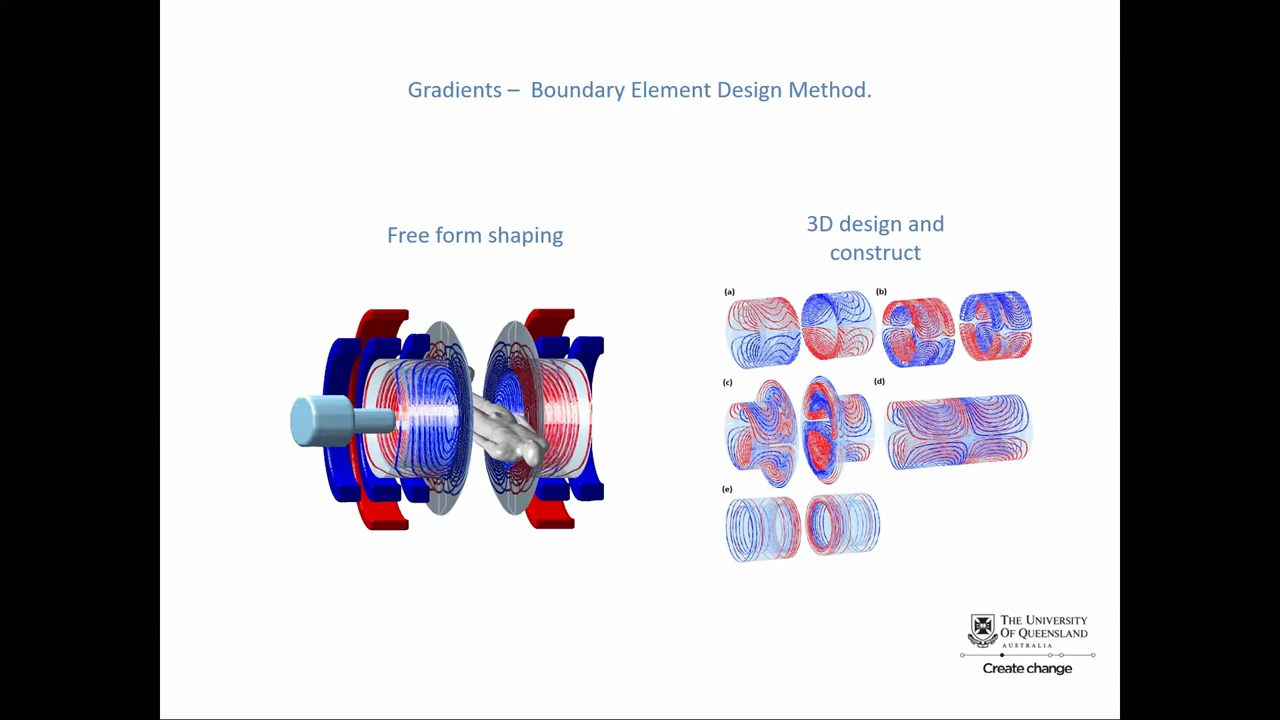 Gradients – Boundary Element Design Method.
Free form shaping
3D design and
construct
(a)
(b)
(c)
(d)
(e)
THE UNIVERSITY
OF QUEENSLAND
AUSTRALIA
Create change